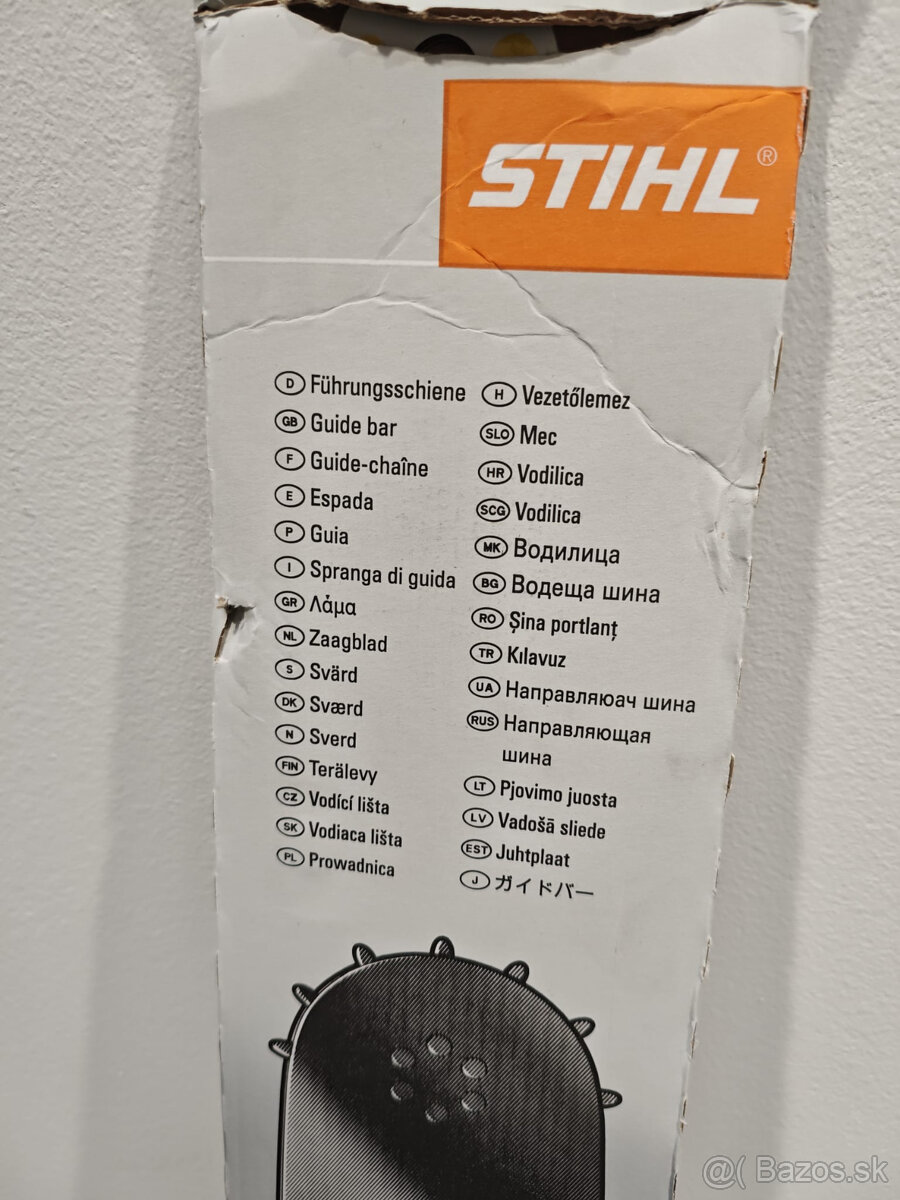 STIHL®
D Führungsschiene
GB Guide bar
F Guide-chaîne
E Espada
P Guia
I Spranga di guida
GR Λάμα
NL Zaagblad
S Svärd
DK Sværd
N Sverd
FIN Terälevy
CZ Vodící lišta
SK Vodiaca lišta
PL Prowadnica
H Vezetőlemez
SLO Mec
HR Vodilica
SCG Vodilica
MK Водилица
BG Водеща шина
RO Şina portlanţ
TR Kılavuz
UA Направляюач шина
RUS Направляющая
шина
LT Pjovimo juosta
LV Vadošā sliede
EST Juhtplaat
J ガイドバー
@( Bazos.sk